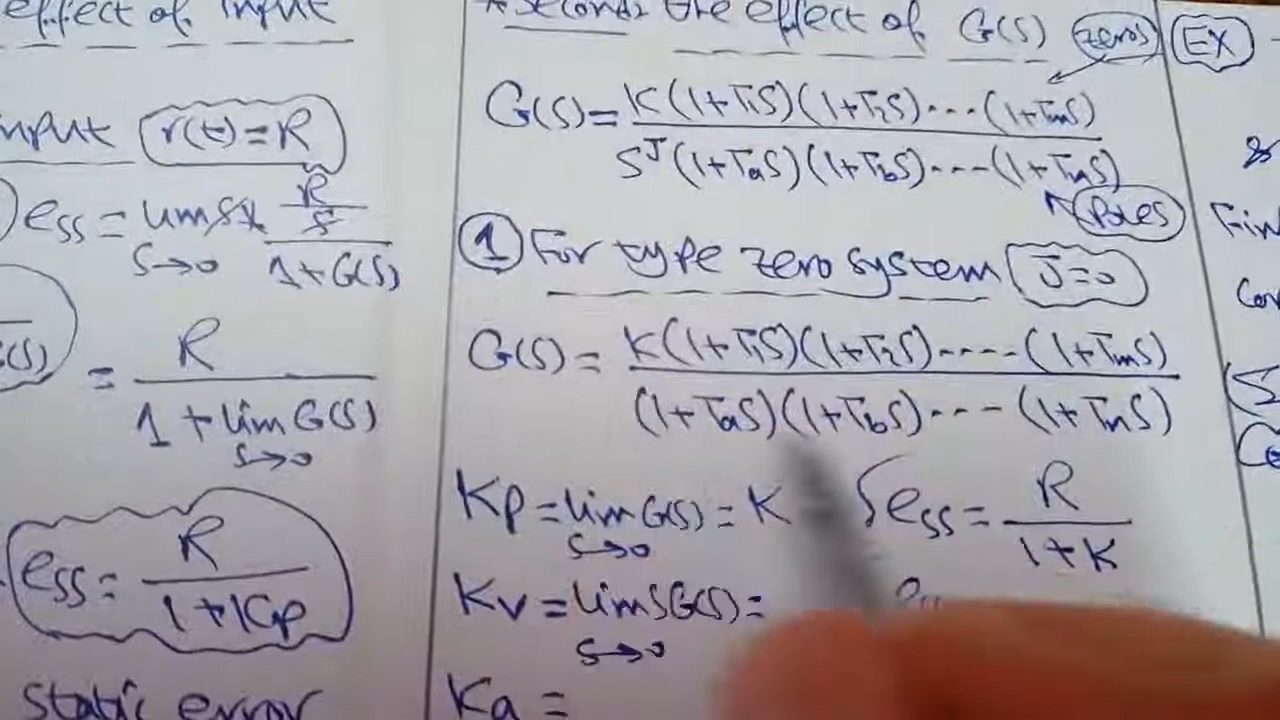 effect of input
input r(t)=R
ess = lim S * R/S / 1+G(S)
S→0
(S)
= R / 1 + lim G(S)
S→0
ess = R / 1+Kp
static error
* Second: the effect of G(S) zeros
G(S) = K(1+T1S)(1+T2S)....(1+TmS) / S^J(1+TaS)(1+TbS)----(1+TnS)
Poles
1 For type zero system J=0
G(S) = K(1+T1S)(1+T2S)-----(1+TmS) / (1+TaS)(1+TbS)---- (1+TnS)
Kp = lim G(S) = K ess = R / 1+K
S→0
Kv = lim SG(S) =
S→0
Ka =
EX